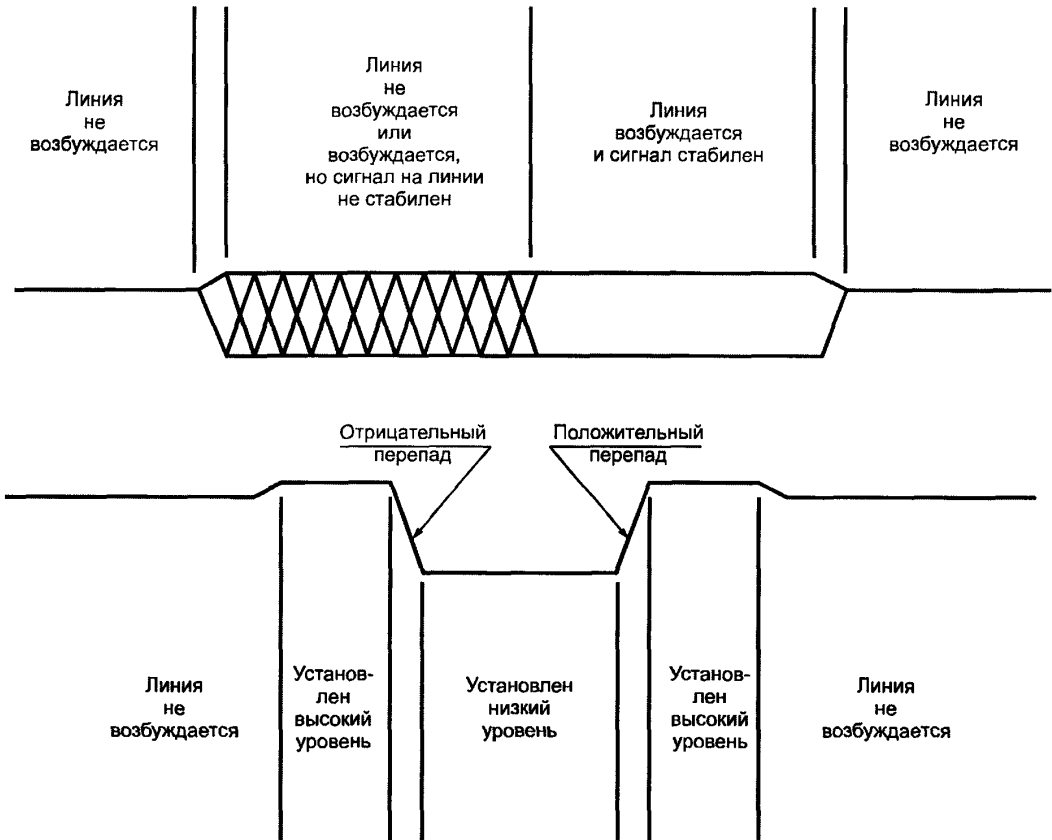 Линия
не
возбуждается
Линия
не
возбуждается
или
возбуждается,
но сигнал на линии
не стабилен
Линия
возбуждается
и сигнал стабилен
Линия
не
возбуждается
Отрицательный
перепад
Положительный
перепад
Линия
не
возбуждается
Установ-
лен
высокий
уровень
Установлен
низкий
уровень
Установ-
лен
высокий
уровень
Линия
не
возбуждается